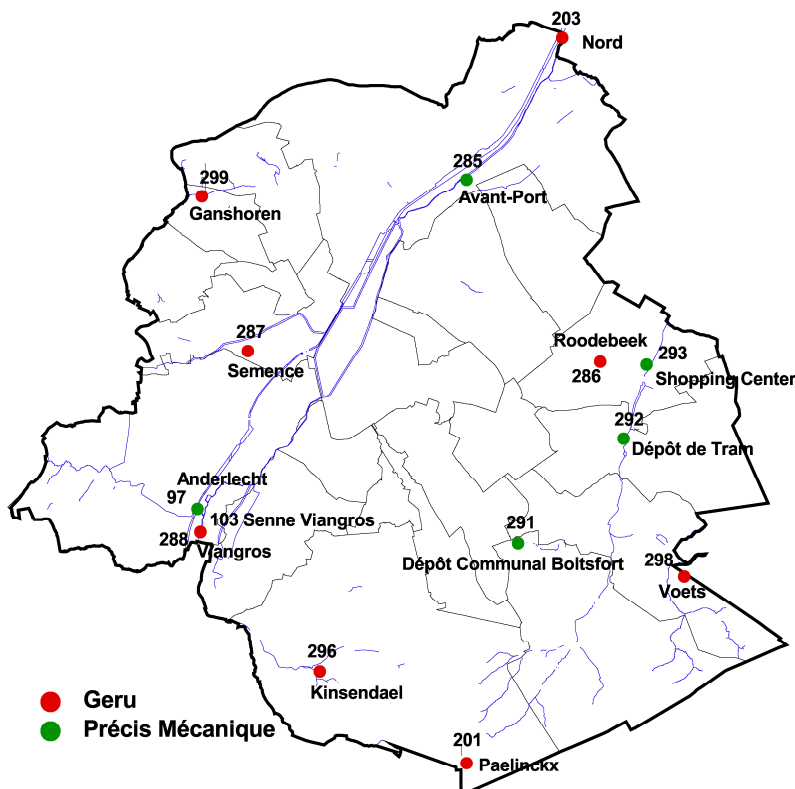 203
Nord
285
Avant-Port
299
Ganshoren
287
Semence
Roodebeek
293
286
Shopping Center
292
Dépôt de Tram
Anderlecht
97
103 Senne Viangros
288
Viangros
291
Dépôt Communal Boltsfort
298
Voets
296
Kinsendael
Geru
Précis Mécanique
201
Paelinckx